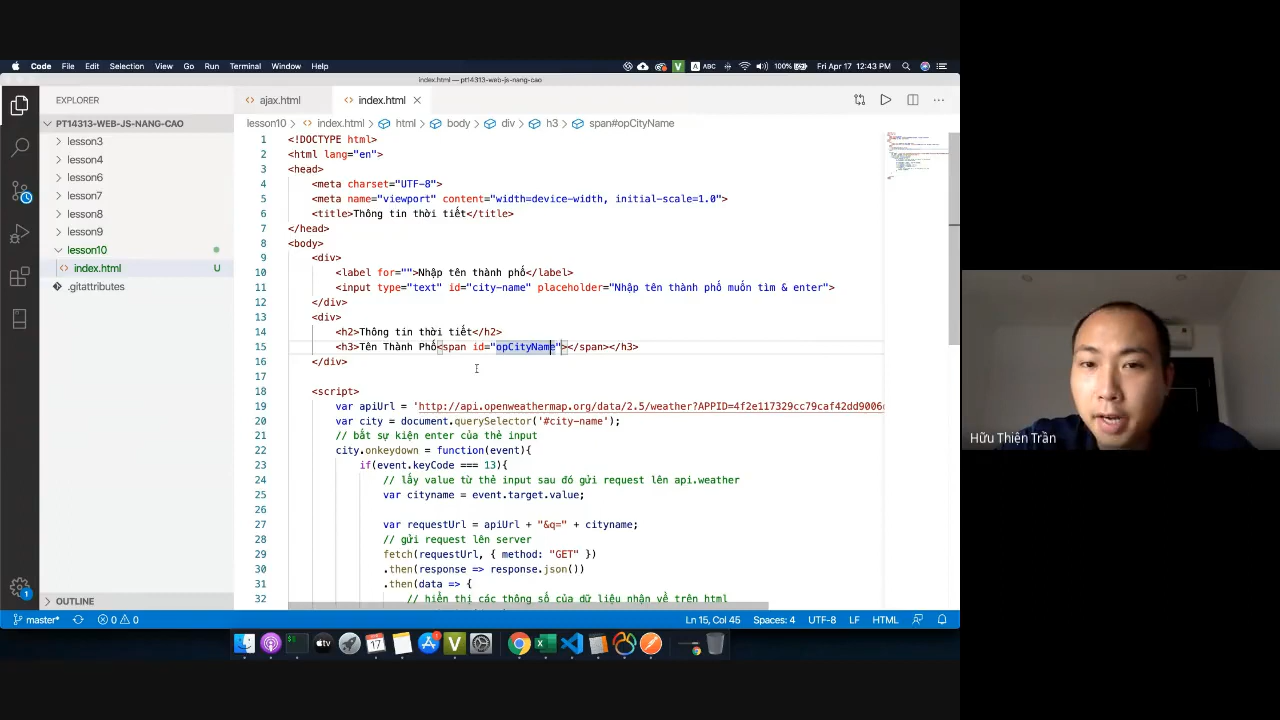 Code File Edit Selection View Go Run Terminal Window Help
V A ABC 100% Fri Apr 17 12:43 PM
index.html — pt14313-web-js-nang-cao
EXPLORER
PT14313-WEB-JS-NANG-CAO
lesson3
lesson4
lesson6
lesson7
lesson8
lesson9
lesson10
<> index.html U
.gitattributes
OUTLINE
<> ajax.html <> index.html
lesson10 > <> index.html > html > body > div > h3 > span#opCityName
1 <!DOCTYPE html>
2 <html lang="en">
3 <head>
4 <meta charset="UTF-8">
5 <meta name="viewport" content="width=device-width, initial-scale=1.0">
6 <title>Thông tin thời tiết</title>
7 </head>
8 <body>
9 <div>
10 <label for="">Nhập tên thành phố</label>
11 <input type="text" id="city-name" placeholder="Nhập tên thành phố muốn tìm & enter">
12 </div>
13 <div>
14 <h2>Thông tin thời tiết</h2>
15 <h3>Tên Thành Phố<span id="opCityName"></span></h3>
16 </div>
17
18 <script>
19 var apiUrl = 'http://api.openweathermap.org/data/2.5/weather?APPID=4f2e117329cc79caf42dd9006
20 var city = document.querySelector('#city-name');
21 // bắt sự kiện enter của thẻ input
22 city.onkeydown = function(event){
23 if(event.keyCode === 13){
24 // lấy value từ thẻ input sau đó gửi request lên api.weather
25 var cityname = event.target.value;
26
27 var requestUrl = apiUrl + "&q=" + cityname;
28 // gửi request lên server
29 fetch(requestUrl, { method: "GET" })
30 .then(response => response.json())
31 .then(data => {
32 // hiển thị các thông số của dữ liệu nhận về trên html
master* 0 0 Ln 15, Col 45 Spaces: 4 UTF-8 LF HTML
Hữu Thiện Trần